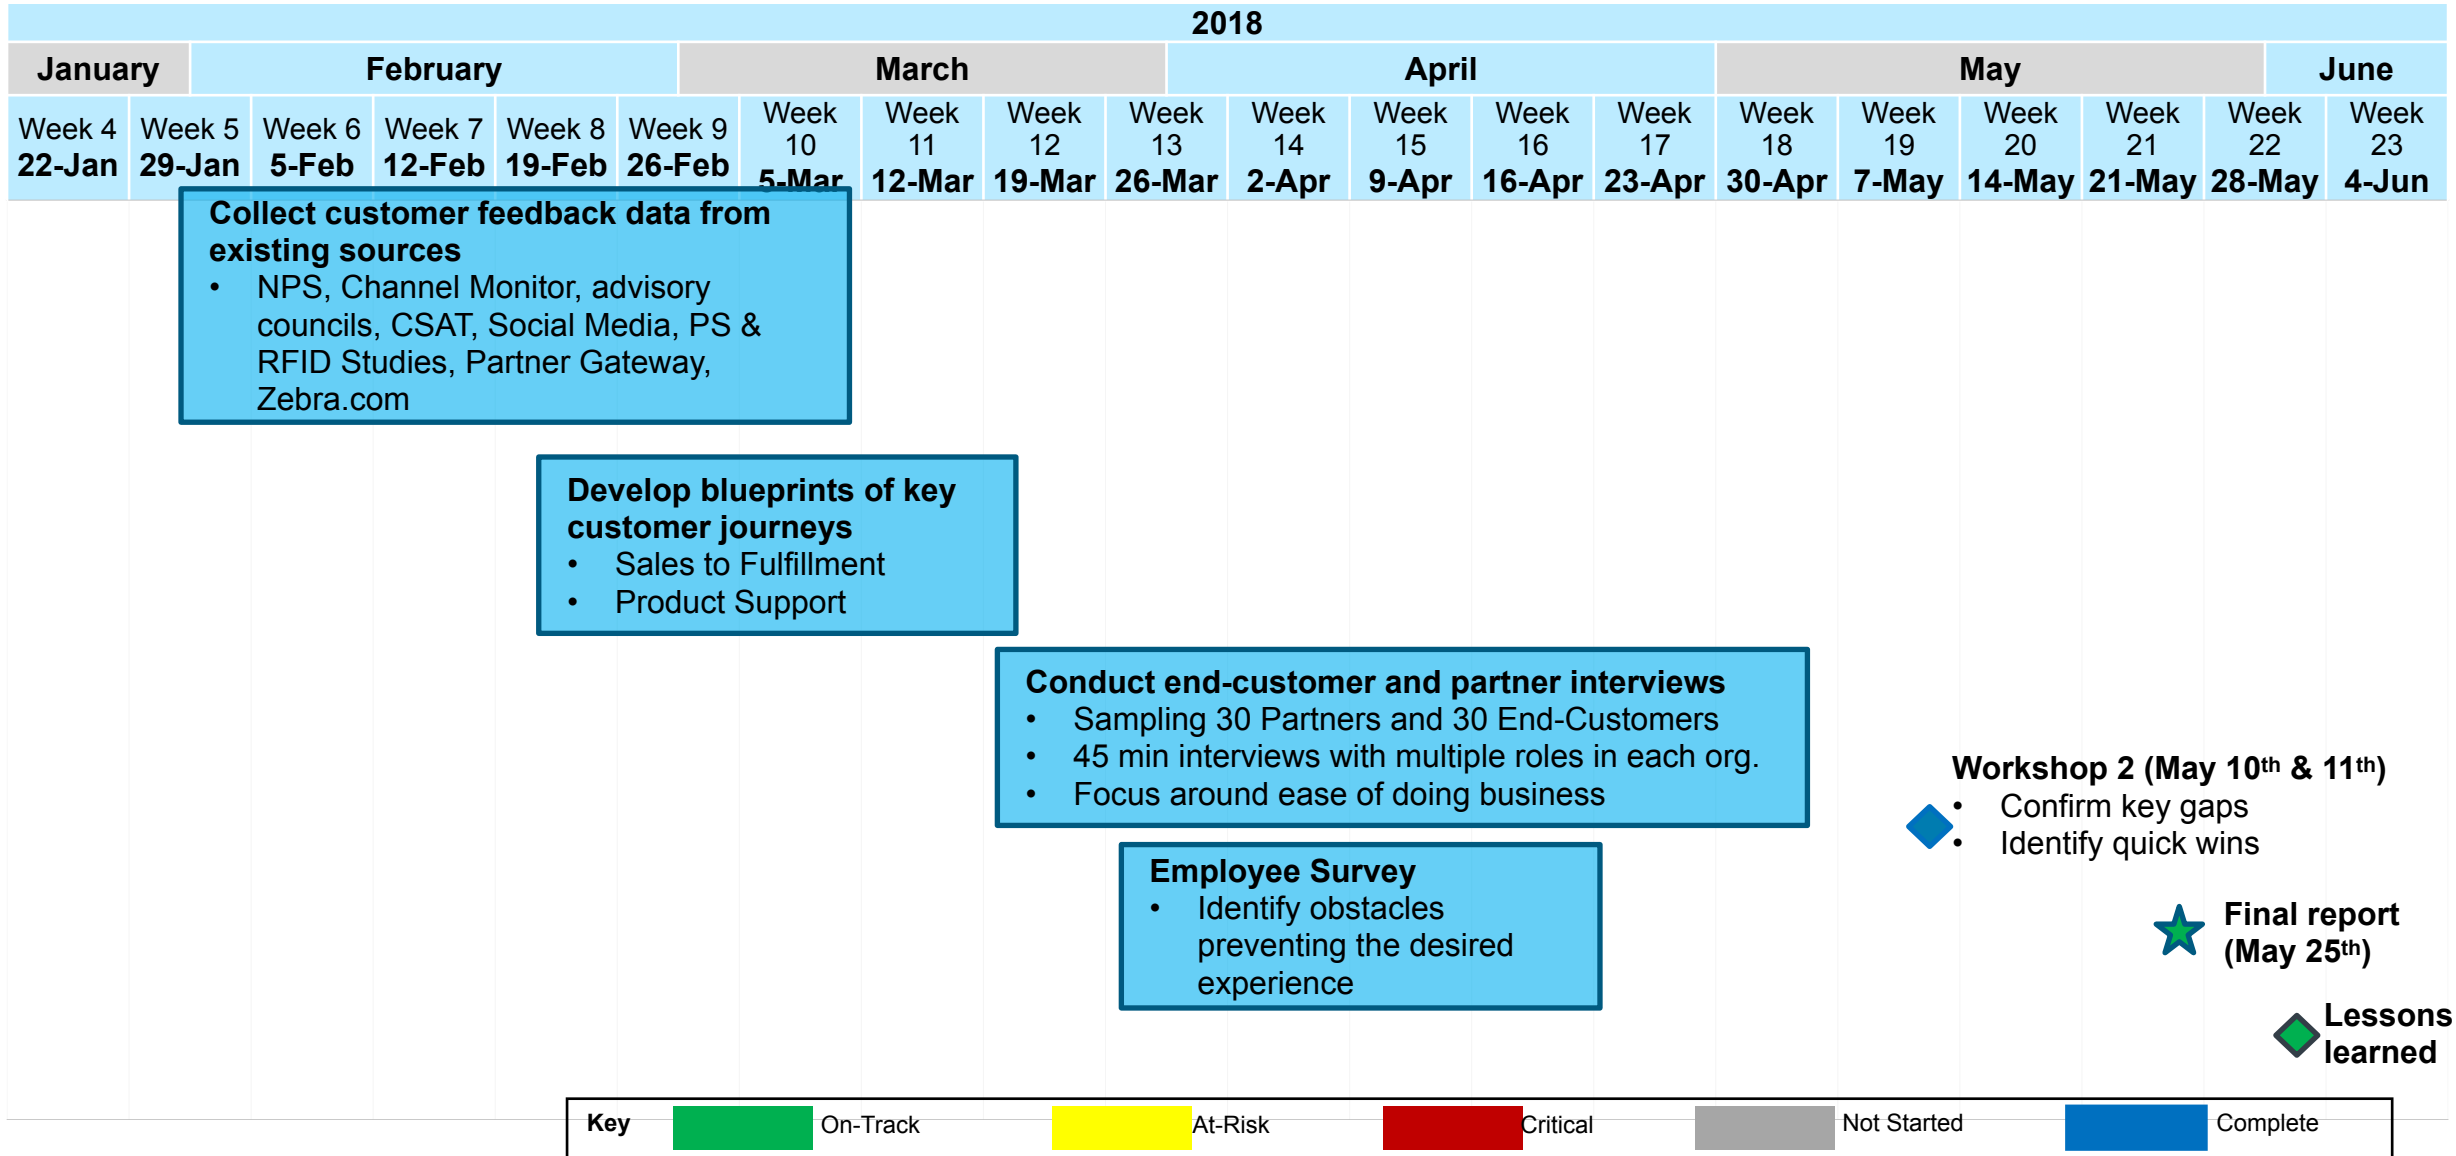 2018
January February March April May June
Week 4 Week 5 Week 6 Week 7 Week 8 Week 9 Week 10 Week 11 Week 12 Week 13 Week 14 Week 15 Week 16 Week 17 Week 18 Week 19 Week 20 Week 21 Week 22 Week 23
22-Jan 29-Jan 5-Feb 12-Feb 19-Feb 26-Feb 5-Mar 12-Mar 19-Mar 26-Mar 2-Apr 9-Apr 16-Apr 23-Apr 30-Apr 7-May 14-May 21-May 28-May 4-Jun
Collect customer feedback data from
existing sources
• NPS, Channel Monitor, advisory
councils, CSAT, Social Media, PS &
RFID Studies, Partner Gateway,
Zebra.com
Develop blueprints of key
customer journeys
• Sales to Fulfillment
• Product Support
Conduct end-customer and partner interviews
• Sampling 30 Partners and 30 End-Customers
• 45 min interviews with multiple roles in each org.
• Focus around ease of doing business
Workshop 2 (May 10th & 11th)
• Confirm key gaps
• Identify quick wins
Employee Survey
• Identify obstacles
preventing the desired
experience
Final report
(May 25th)
Lessons
learned
Key On-Track At-Risk Critical Not Started Complete